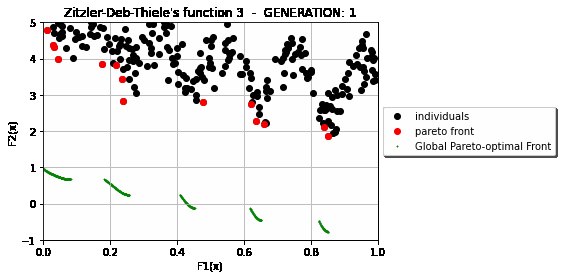 Zitzler-Deb-Thiele's function 3 - GENERATION: 1
F2(x)
5
4
3
2
1
0
−1
0.0 0.2 0.4 0.6 0.8 1.0
F1(x)
individuals
pareto front
Global Pareto-optimal Front